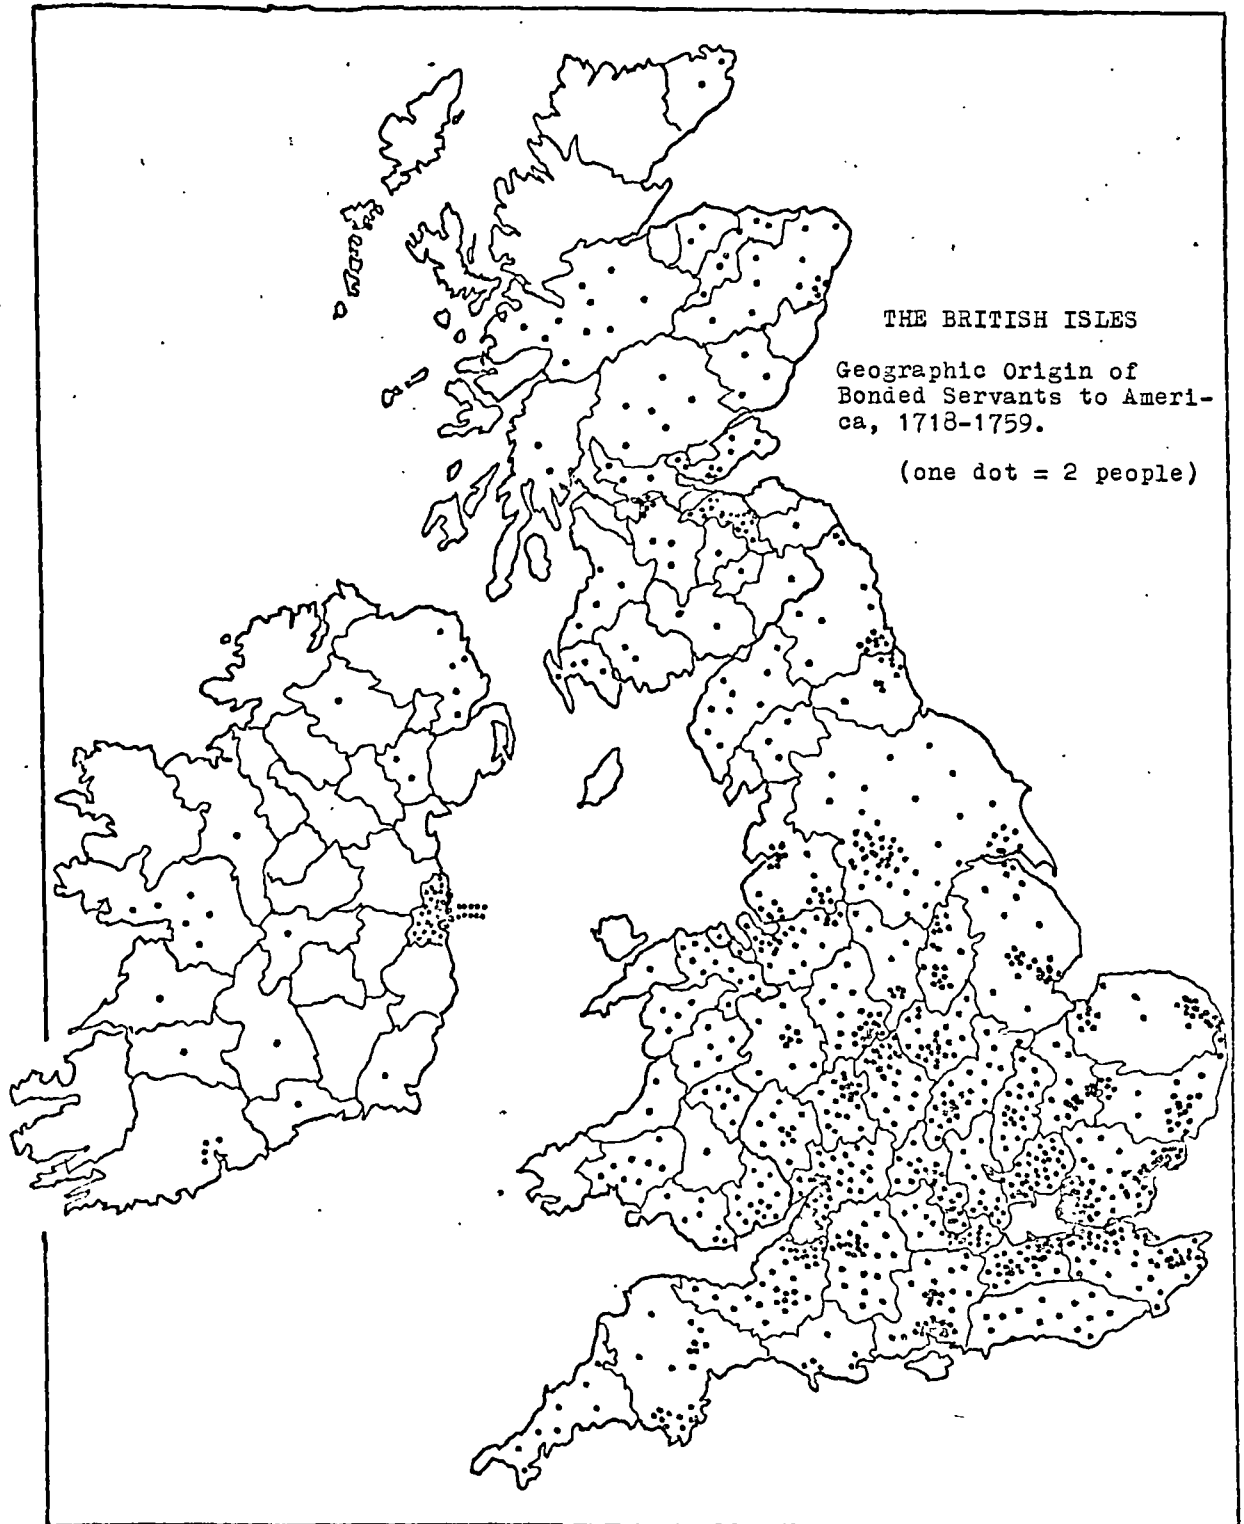 THE BRITISH ISLES
Geographic Origin of
Bonded Servants to Ameri-
ca, 1718-1759.
(one dot = 2 people)